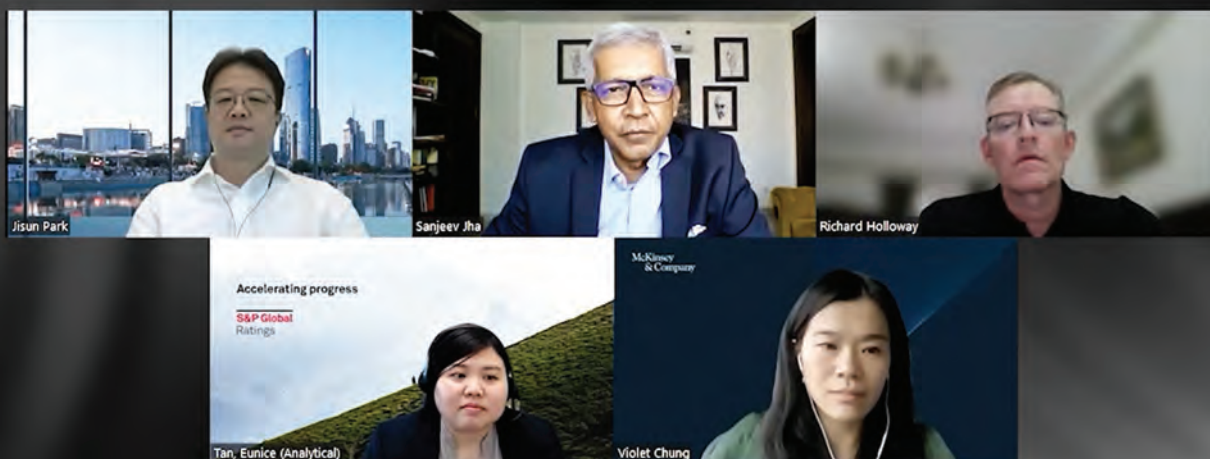 Jisun Park
Sanjeev Jha
Richard Holloway
Accelerating progress
S&P Global
Ratings
Tan, Eunice (Analytical)
McKinsey
& Company
Violet Chung